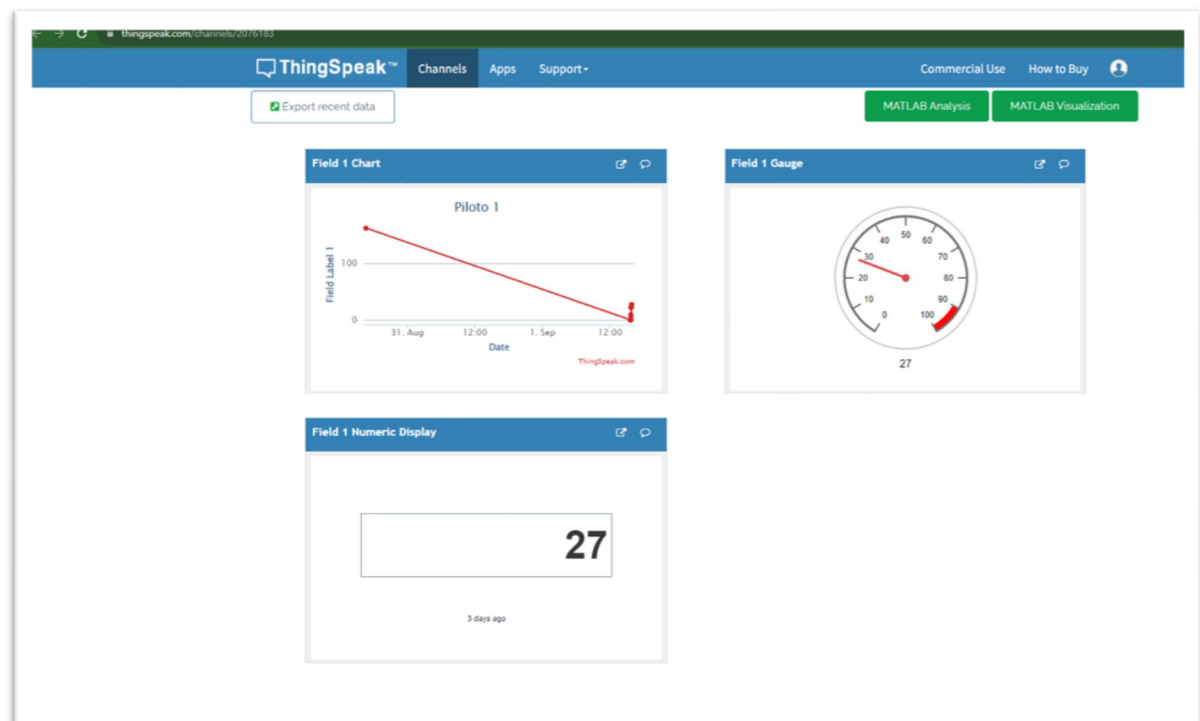 thingspeak.com/channels/2076183
ThingSpeak™ Channels Apps Support Commercial Use How to Buy
Export recent data MATLAB Analysis MATLAB Visualization
Field 1 Chart
Piloto 1
Field Label 1
100
0
31. Aug 12:00 1. Sep 12:00
Date
ThingSpeak.com
Field 1 Gauge
0 10 20 30 40 50 60 70 80 90 100
27
Field 1 Numeric Display
27
3 days ago